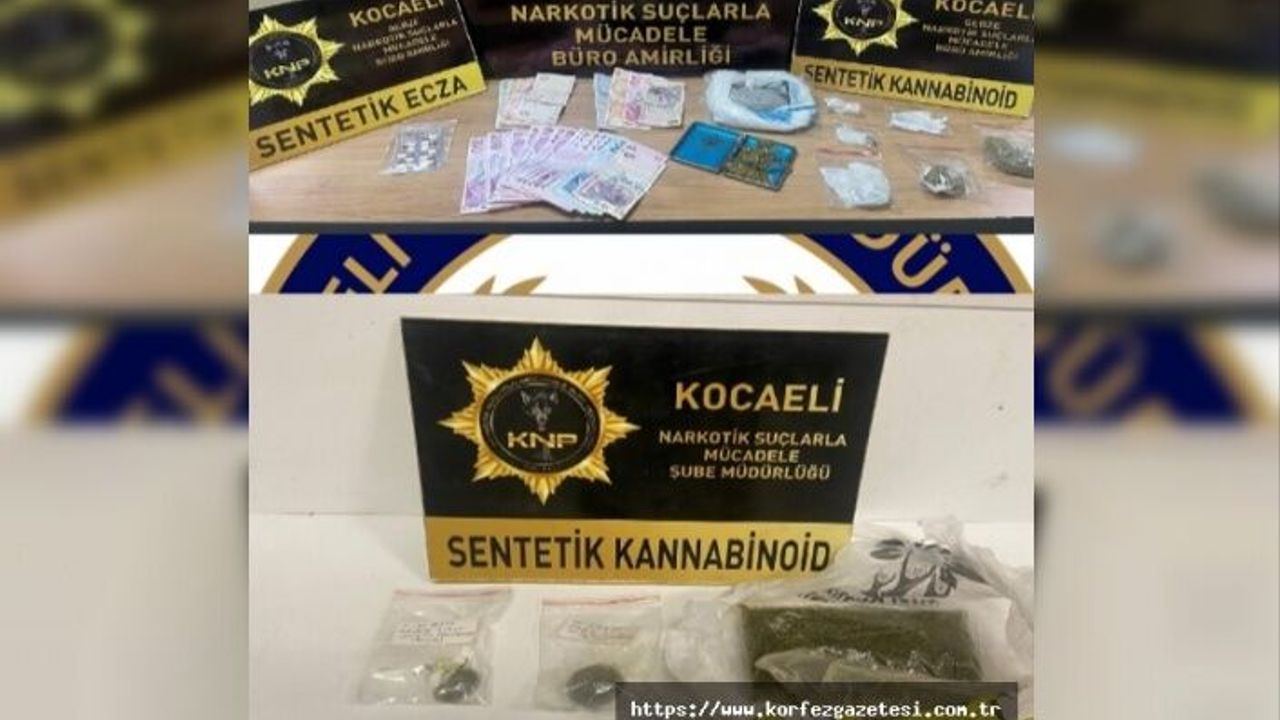 KOCAELİ
GEBZE
NARKOTİK SUÇLARLA
MÜCADELE
BÜRO AMİRLİĞİ
KNP
SENTETİK ECZA
NARKOTİK SUÇLARLA
MÜCADELE
BÜRO AMİRLİĞİ
KOCAELİ
GEBZE
NARKOTİK SUÇLARLA
MÜCADELE
BÜRO AMİRLİĞİ
KNP
SENTETİK KANNABİNOİD
KOCAELİ
NARKOTİK SUÇLARLA
MÜCADELE
ŞUBE MÜDÜRLÜĞÜ
KNP
SENTETİK KANNABİNOİD
https://www.korfezgazetesi.com.tr